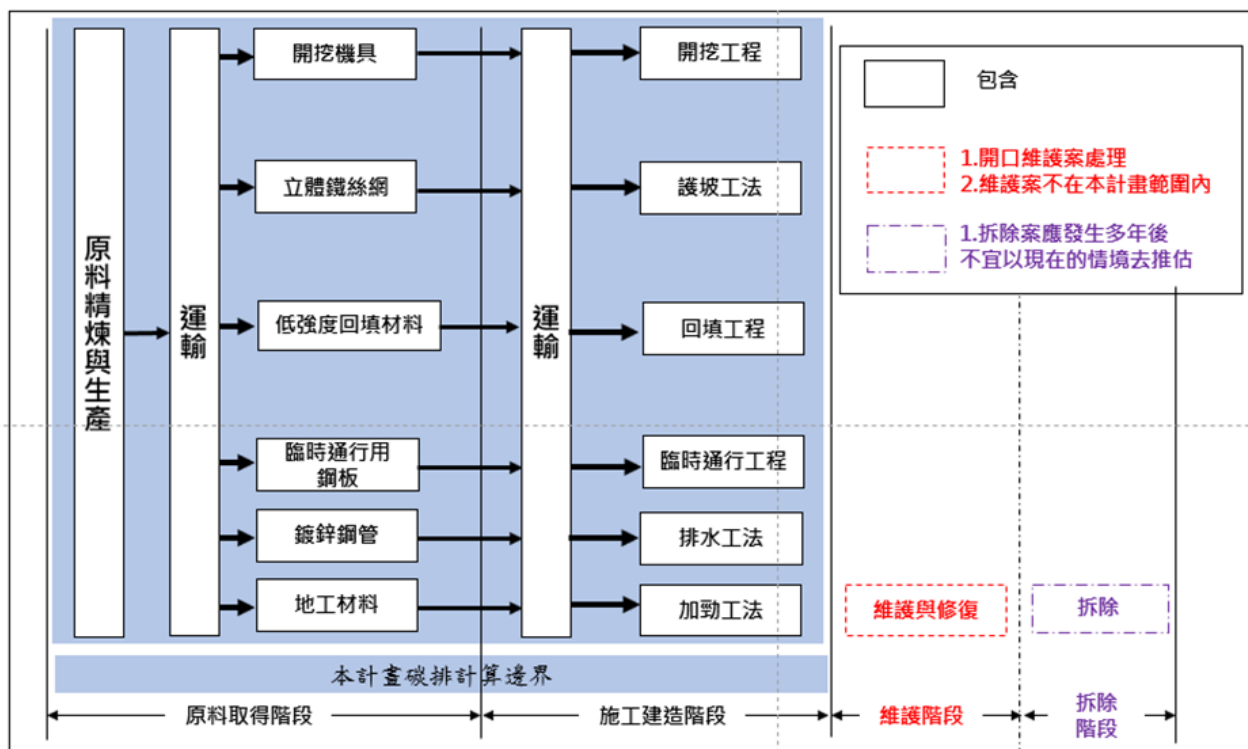 原料精煉與生產
運輸
開挖機具
立體鐵絲網
低強度回填材料
臨時通行用
鋼板
鍍鋅鋼管
地工材料
運輸
開挖工程
護坡工法
回填工程
臨時通行工程
排水工法
加勁工法
包含
1.開口維護案處理
2.維護案不在本計畫範圍內
1.拆除案應發生多年後
不宜以現在的情境去推估
維護與修復
拆除
本計畫碳排計算邊界
原料取得階段
施工建造階段
維護階段
拆除
階段